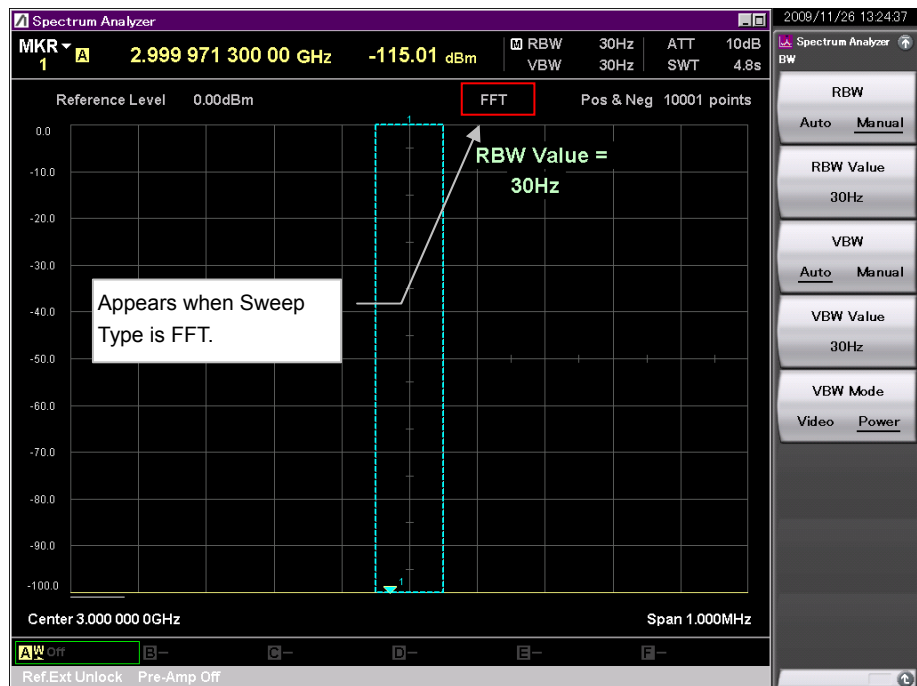 Spectrum Analyzer
2009/11/26 13:24:37
MKR 1 A 2.999 971 300 00 GHz -115.01 dBm
M RBW 30Hz ATT 10dB
VBW 30Hz SWT 4.8s
Reference Level 0.00dBm FFT Pos & Neg 10001 points
1
RBW Value =
30Hz
Appears when Sweep
Type is FFT.
0.0
-10.0
-20.0
-30.0
-40.0
-50.0
-60.0
-70.0
-80.0
-90.0
-100.0
1
Center 3.000 000 0GHz Span 1.000MHz
A W Off B- C- D- E- F-
Ref.Ext Unlock Pre-Amp Off
Spectrum Analyzer
BW
RBW
Auto Manual
RBW Value
30Hz
VBW
Auto Manual
VBW Value
30Hz
VBW Mode
Video Power